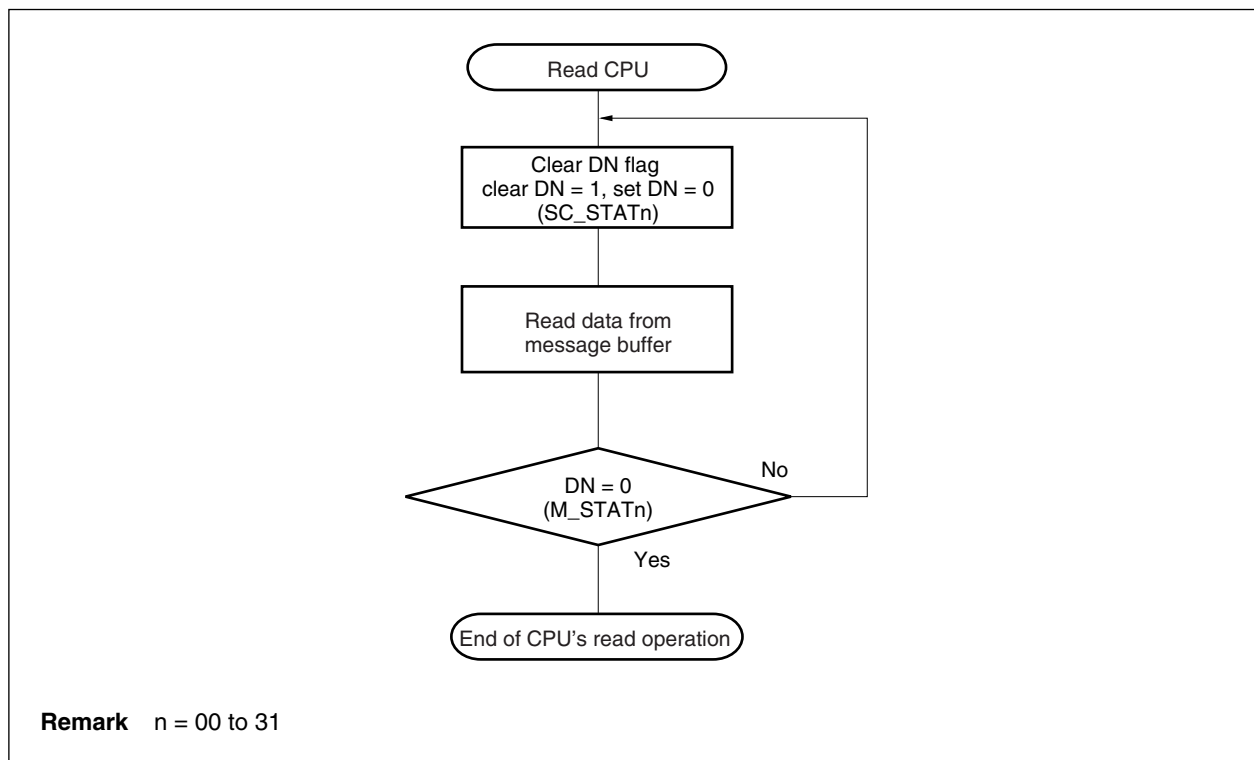 Read CPU
Clear DN flag
clear DN = 1, set DN = 0
(SC_STATn)
Read data from
message buffer
DN = 0
(M_STATn)
No
Yes
End of CPU's read operation
Remark n = 00 to 31